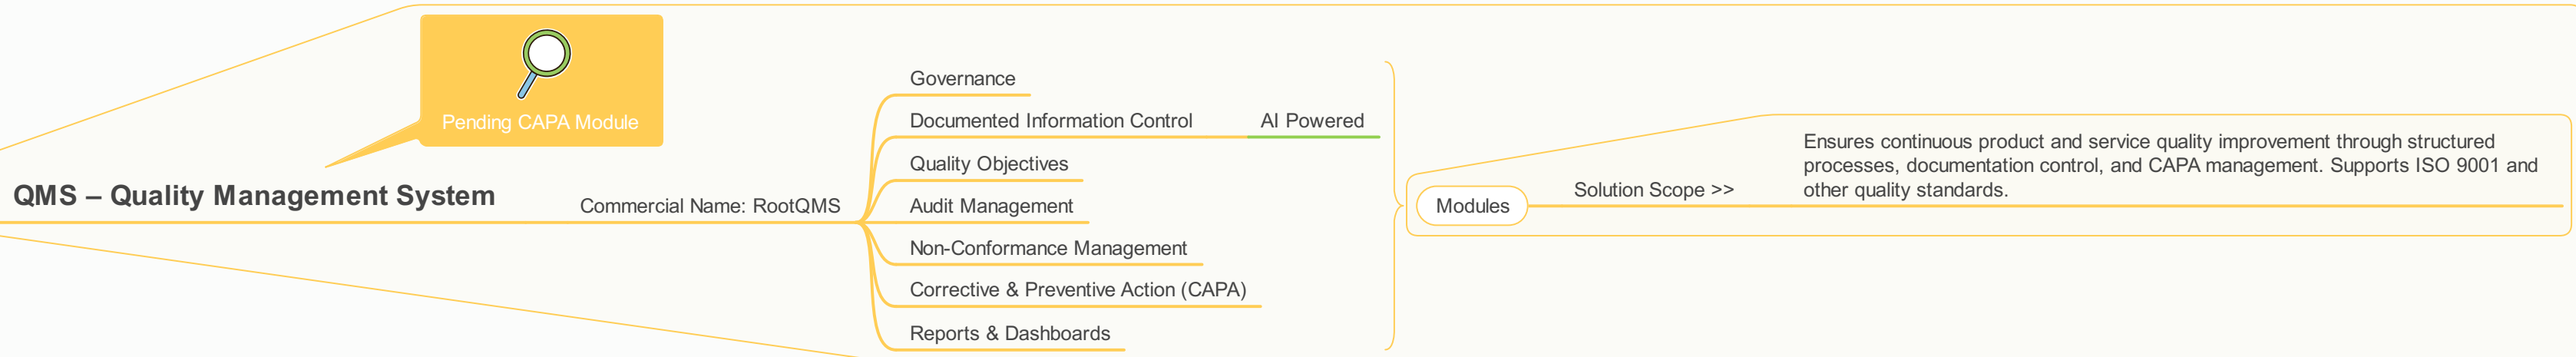 Pending CAPA Module
QMS – Quality Management System
Commercial Name: RootQMS
Governance
Documented Information Control
AI Powered
Quality Objectives
Audit Management
Non-Conformance Management
Corrective & Preventive Action (CAPA)
Reports & Dashboards
Modules
Solution Scope >>
Ensures continuous product and service quality improvement through structured
processes, documentation control, and CAPA management. Supports ISO 9001 and
other quality standards.